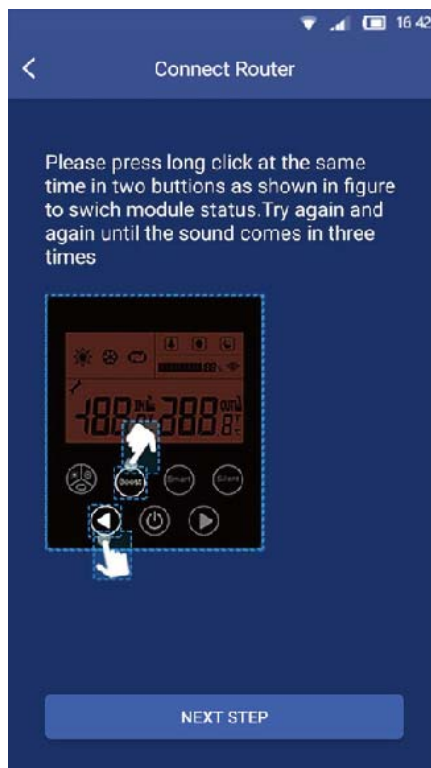 16 42
Connect Router
Please press long click at the same
time in two buttions as shown in figure
to swich module status.Try again and
again until the sound comes in three
times
Boost
Smart
Silent
NEXT STEP